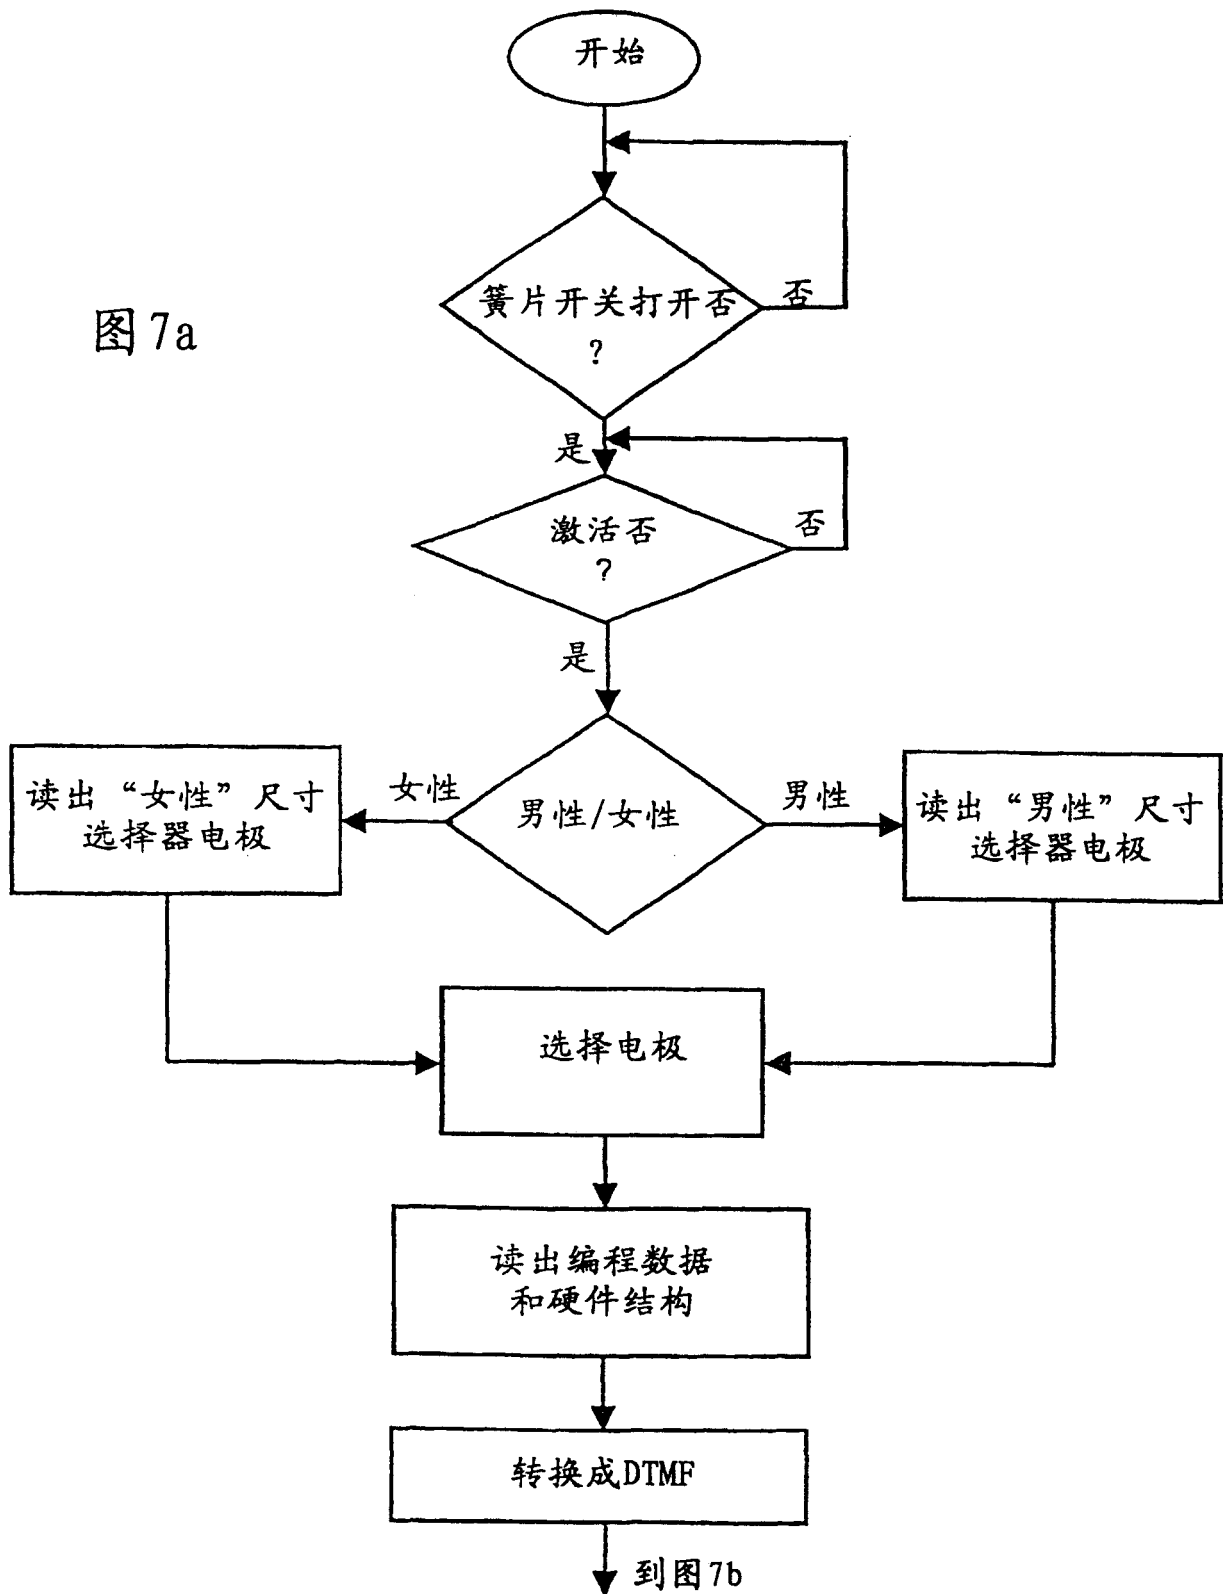 开始
簧片开关打开否
?
否
图7a
是
激活否
?
否
是
男性/女性
女性
男性
读出“女性”尺寸
选择器电极
读出“男性”尺寸
选择器电极
选择电极
读出编程数据
和硬件结构
转换成DTMF
到图7b